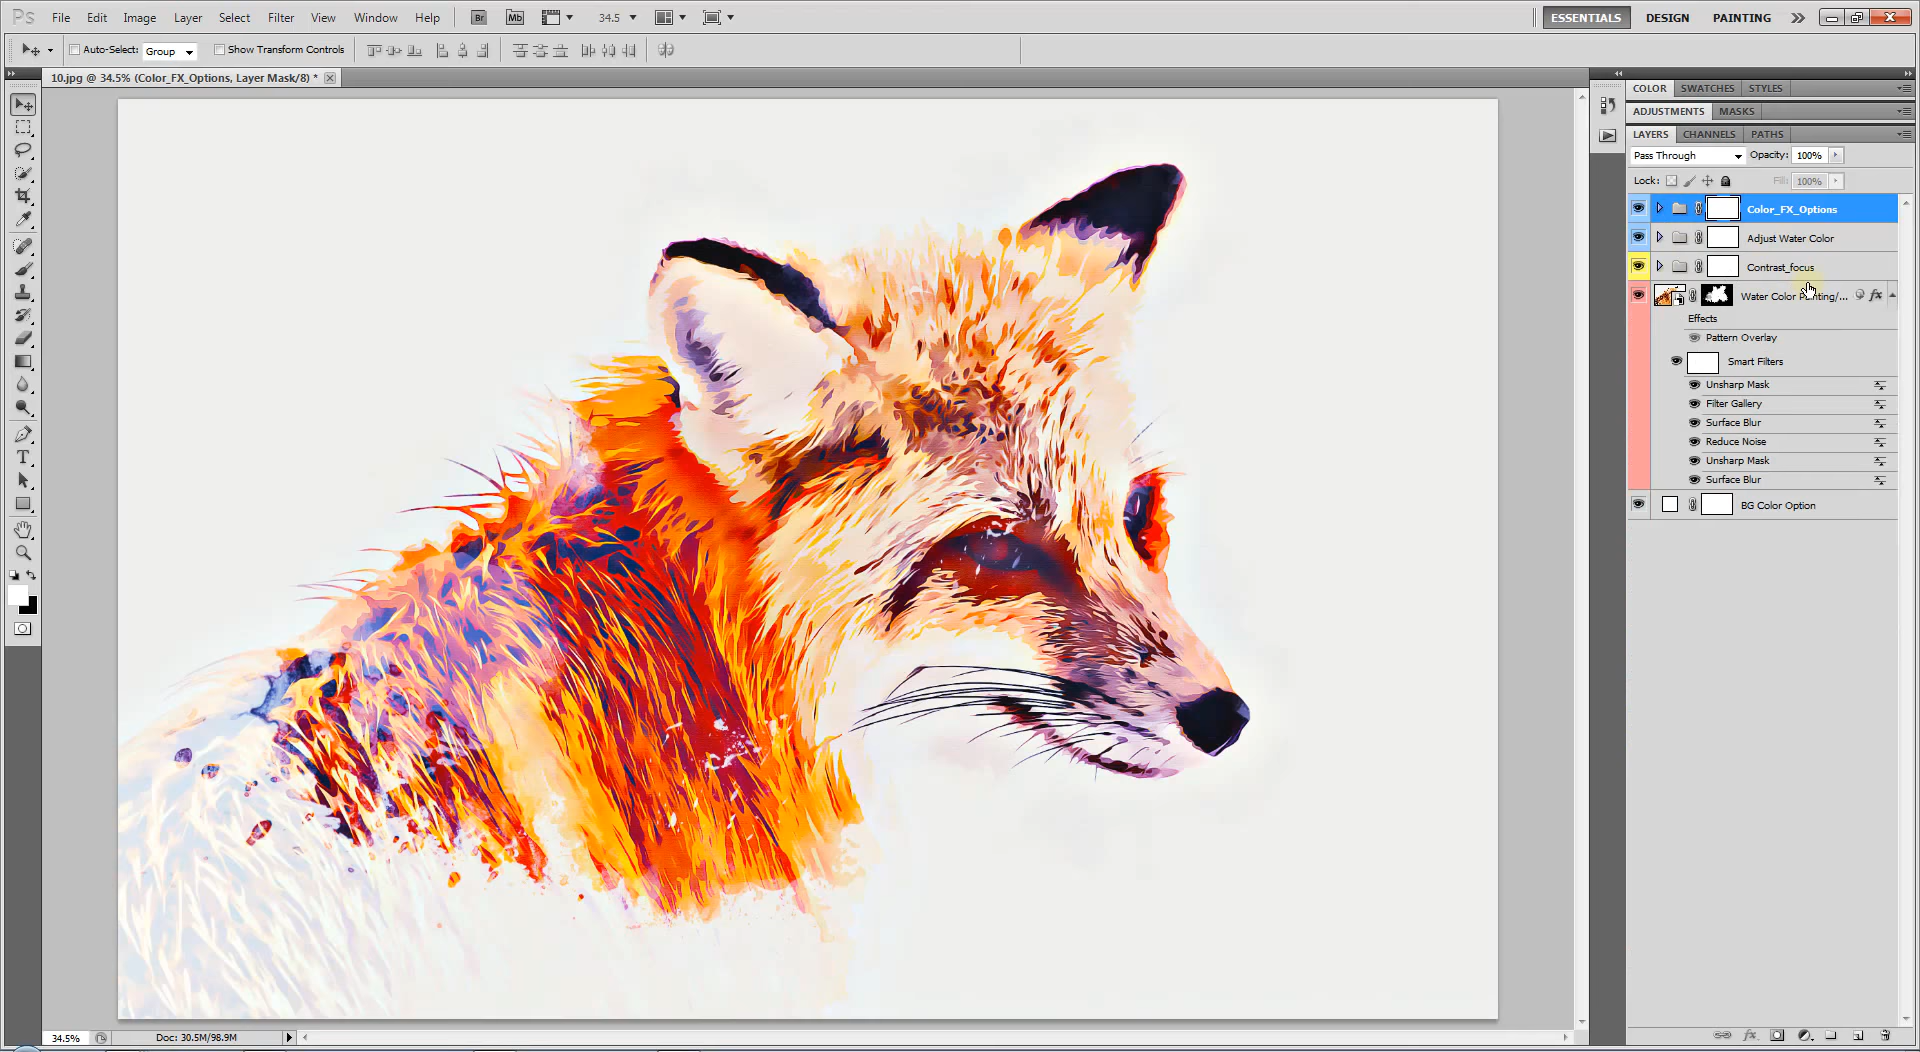 Ps File Edit Image Layer Select Filter View Window Help Br Mb 34.5 ESSENTIALS DESIGN PAINTING
Auto-Select: Group Show Transform Controls
10.jpg @ 34.5% (Color_FX_Options, Layer Mask/8) *
COLOR SWATCHES STYLES
ADJUSTMENTS MASKS
LAYERS CHANNELS PATHS
Pass Through Opacity: 100%
Lock: Fill: 100%
Color_FX_Options
Adjust Water Color
Contrast_focus
Water Color Painting/... fx
Effects
Pattern Overlay
Smart Filters
Unsharp Mask
Filter Gallery
Surface Blur
Reduce Noise
Unsharp Mask
Surface Blur
BG Color Option
34.5% Doc: 30.5M/98.9M